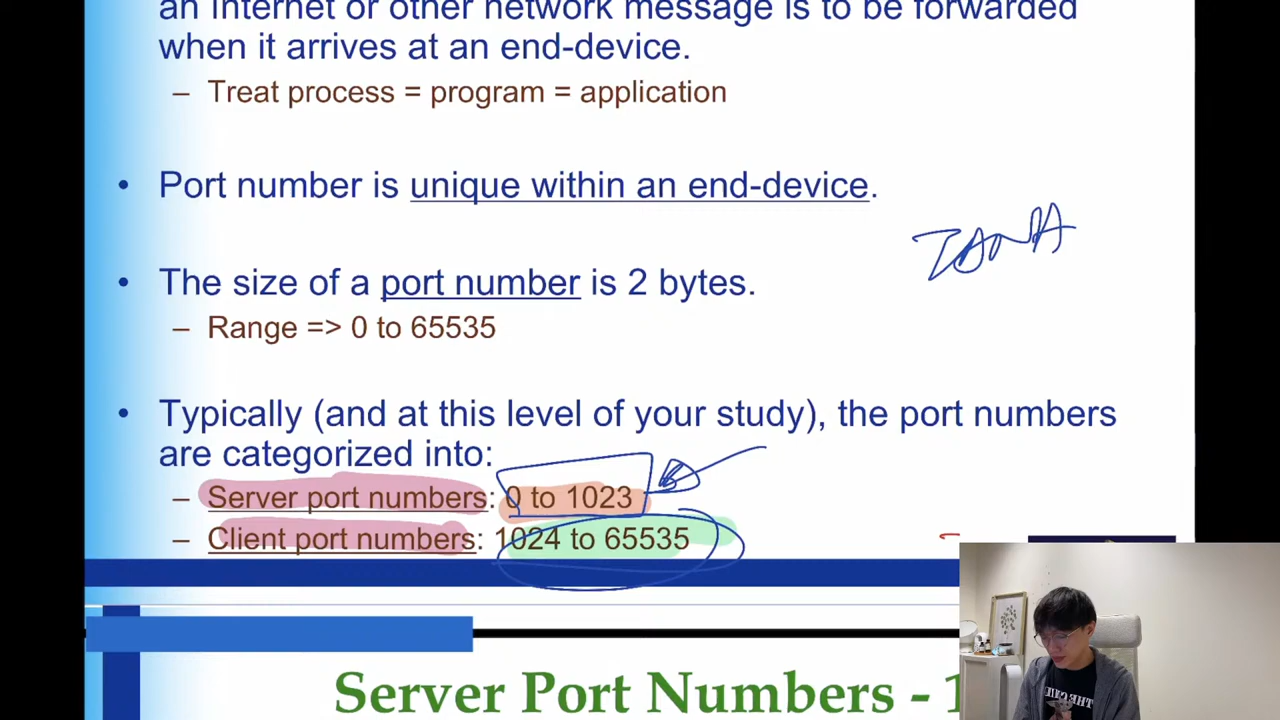 an Internet or other network message is to be forwarded
when it arrives at an end-device.
– Treat process = program = application
• Port number is unique within an end-device.
IANA
• The size of a port number is 2 bytes.
– Range => 0 to 65535
• Typically (and at this level of your study), the port numbers
are categorized into:
– Server port numbers: 0 to 1023
– Client port numbers: 1024 to 65535
Server Port Numbers - 1